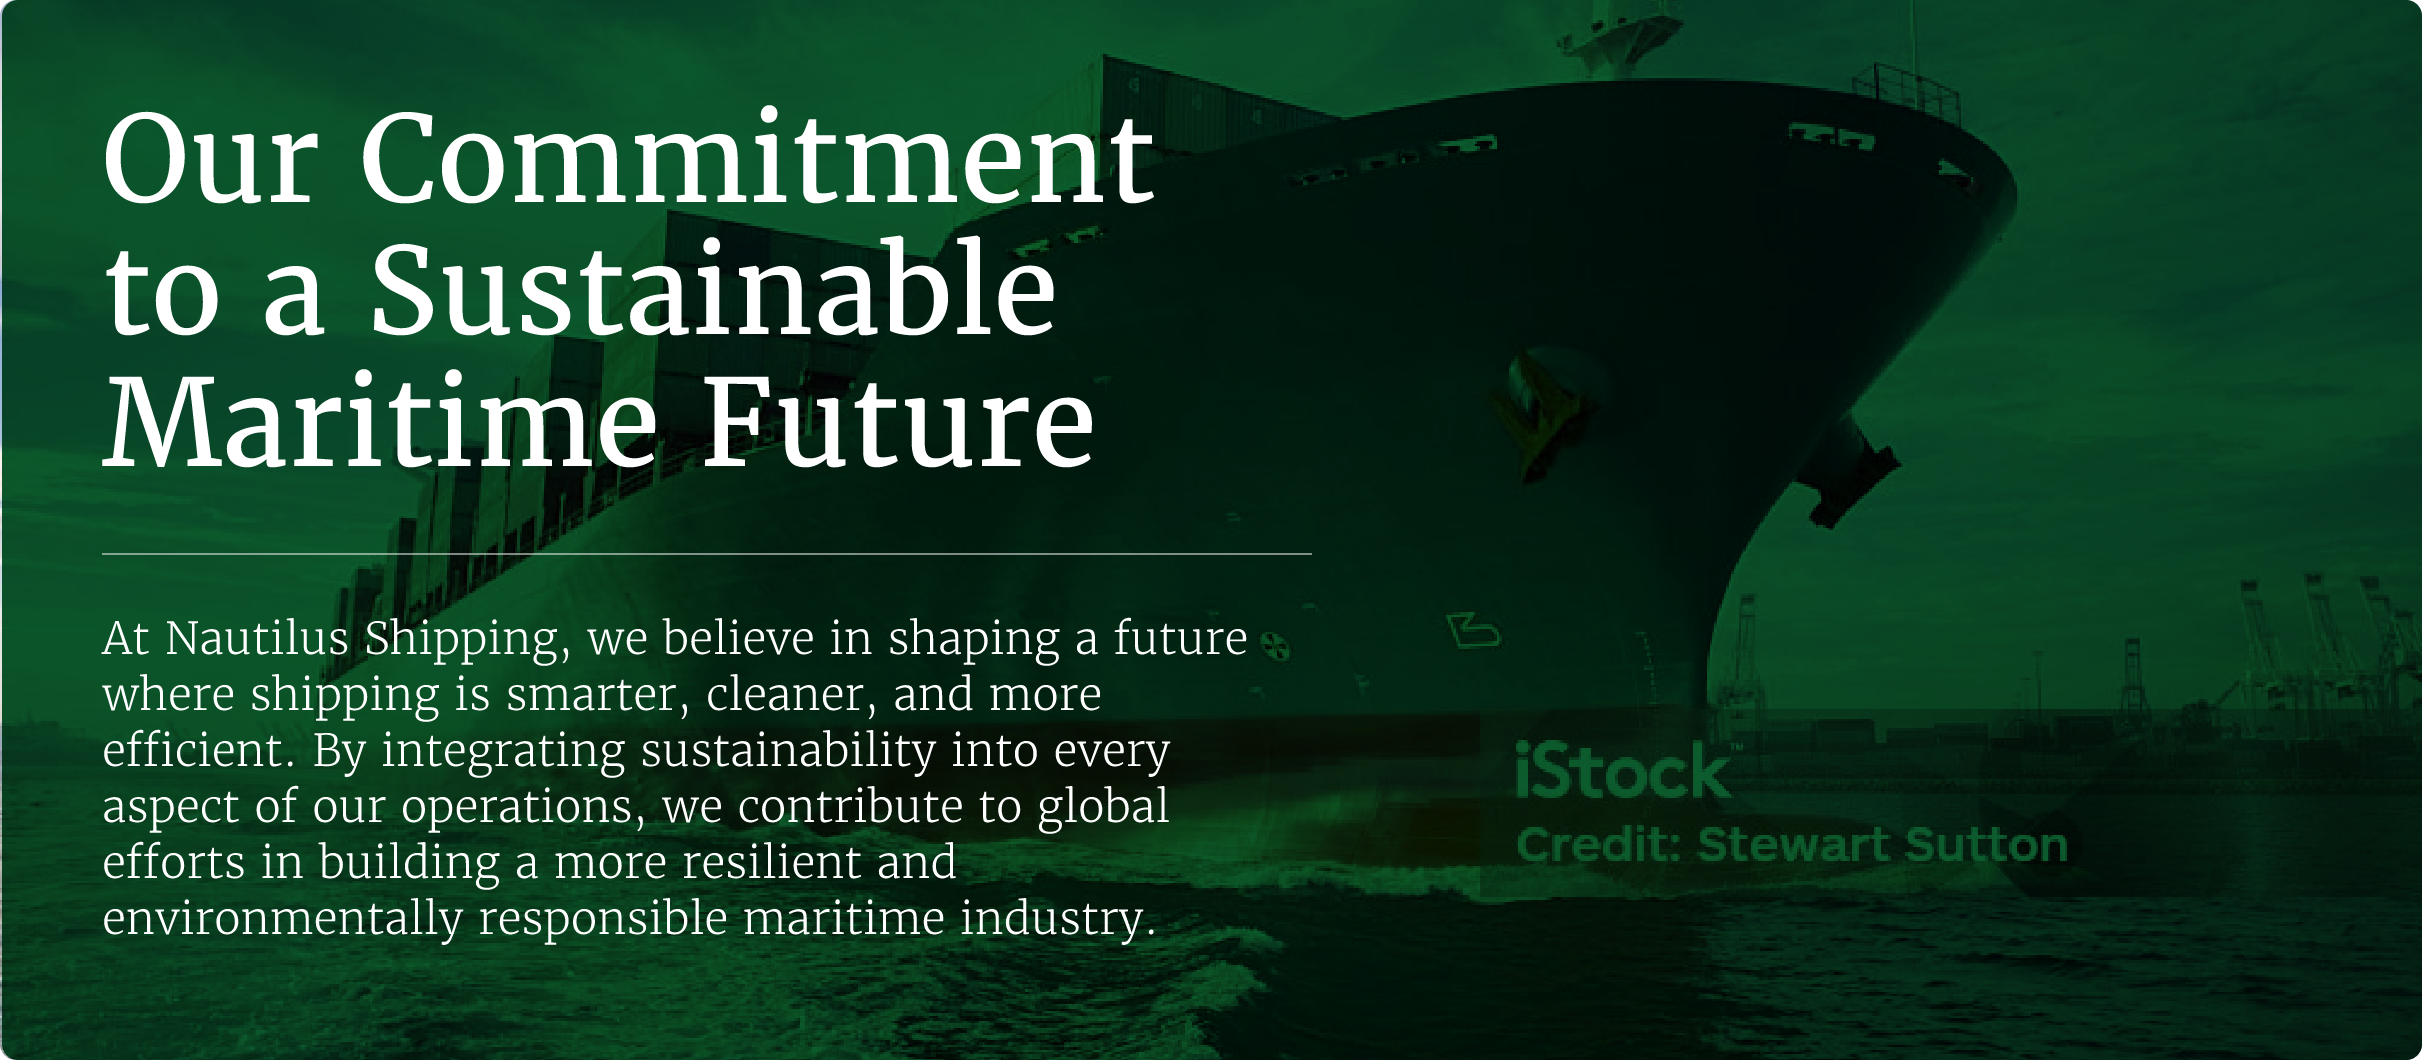 Our Commitment
to a Sustainable
Maritime Future
At Nautilus Shipping, we believe in shaping a future
where shipping is smarter, cleaner, and more
efficient. By integrating sustainability into every
aspect of our operations, we contribute to global
efforts in building a more resilient and
environmentally responsible maritime industry.
iStock™
Credit: Stewart Sutton